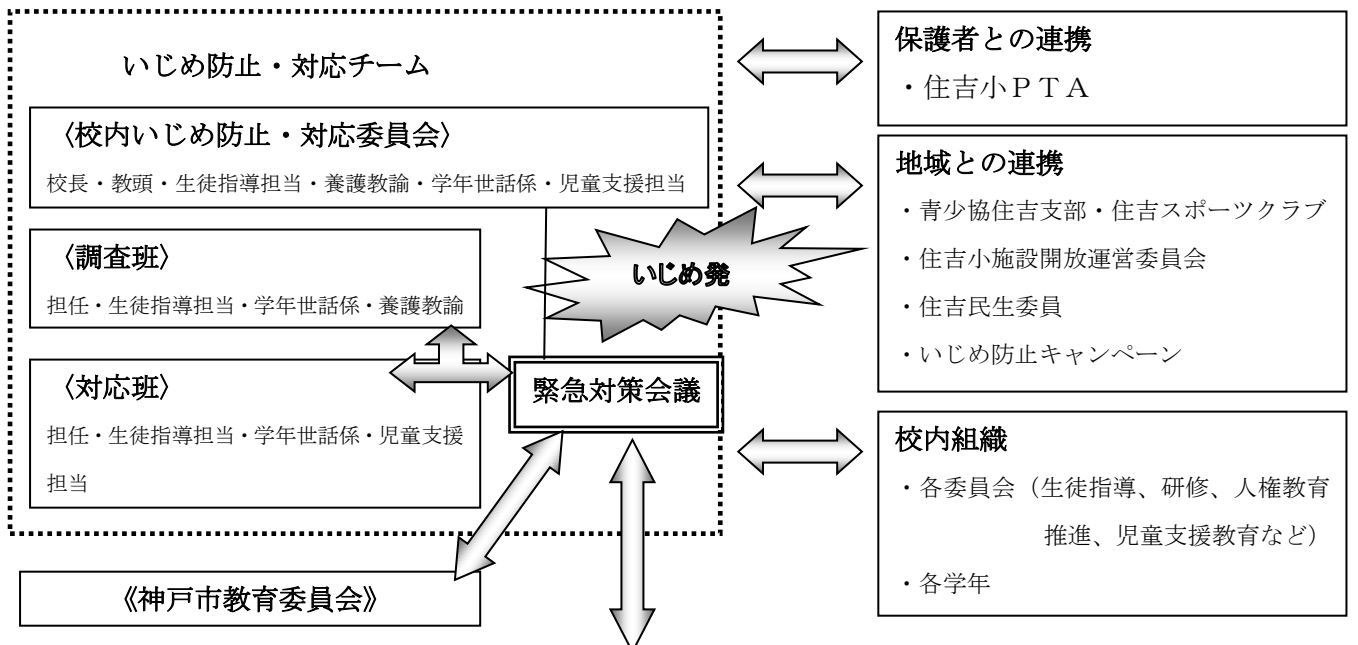 いじめ防止・対応チーム
〈校内いじめ防止・対応委員会〉
校長・教頭・生徒指導担当・養護教諭・学年世話係・児童支援担当
〈調査班〉
担任・生徒指導担当・学年世話係・養護教諭
〈対応班〉
担任・生徒指導担当・学年世話係・児童支援
担当
いじめ発
緊急対策会議
《神戸市教育委員会》
保護者との連携
・住吉小ＰＴＡ
地域との連携
・青少協住吉支部・住吉スポーツクラブ
・住吉小施設開放運営委員会
・住吉民生委員
・いじめ防止キャンペーン
校内組織
・各委員会（生徒指導、研修、人権教育
推進、児童支援教育など）
・各学年